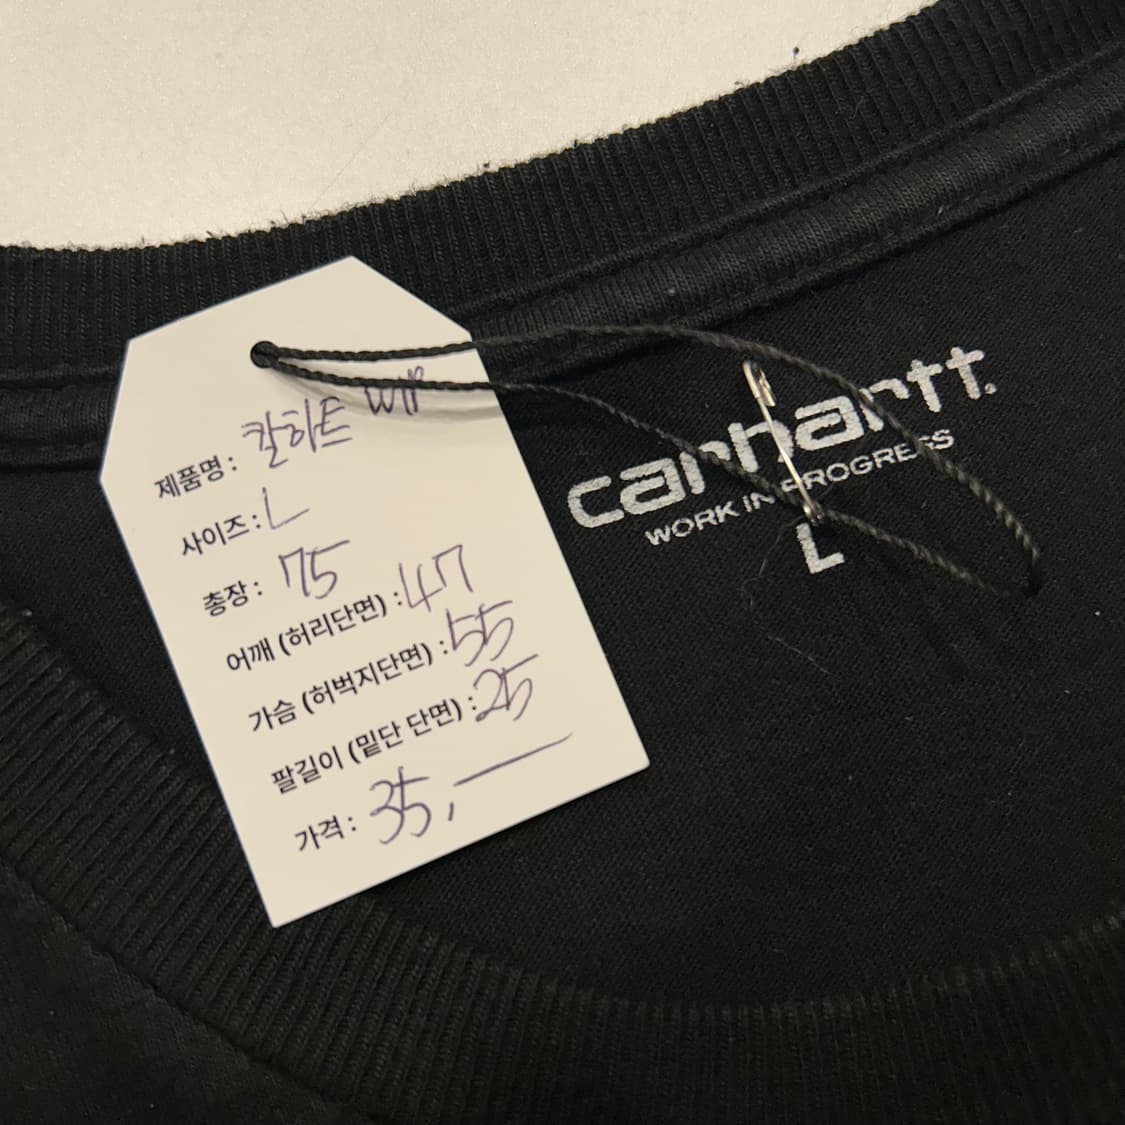 제품명 : 칼하트 WIP
사이즈 : L
총장 : 75
어깨 (허리단면) : 47
가슴 (허벅지단면) : 55
팔길이 (밑단 단면) : 25
가격 : 35,—
carhartt.
WORK IN PROGRESS
L